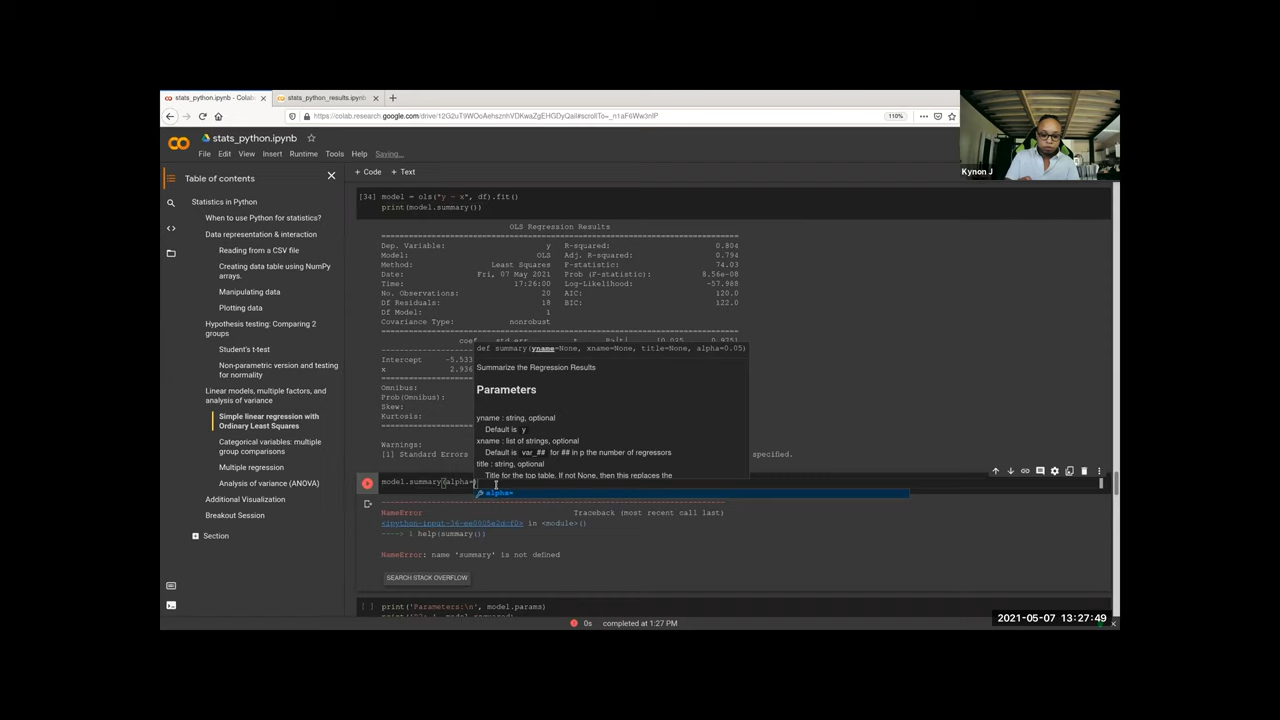 stats_python.ipynb - Colab
stats_python_results.ipynb
https://colab.research.google.com/drive/
110%
stats_python.ipynb
File Edit View Insert Runtime Tools Help Saving...
Kynon J
Table of contents
+ Code + Text
Statistics in Python
When to use Python for statistics?
Data representation & interaction
Reading from a CSV file
Creating data table using NumPy
arrays.
Manipulating data
Plotting data
Hypothesis testing: Comparing 2
groups
Student's t-test
Non-parametric version and testing
for normality
Linear models, multiple factors, and
analysis of variance
Simple linear regression with
Ordinary Least Squares
Categorical variables: multiple
group comparisons
Multiple regression
Analysis of variance (ANOVA)
Additional Visualization
Breakout Session
Section
[34] model = ols("y ~ x", df).fit()
print(model.summary())
OLS Regression Results
Dep. Variable: y R-squared: 0.804
Model: OLS Adj. R-squared: 0.794
Method: Least Squares F-statistic: 74.03
Date: Fri, 07 May 2021 Prob (F-statistic): 8.56e-08
Time: 17:26:00 Log-Likelihood: -57.988
No. Observations: 20 AIC: 120.0
Df Residuals: 18 BIC: 122.0
Df Model: 1
Covariance Type: nonrobust
Intercept -5.533
x 2.936
Omnibus:
Prob(Omnibus):
Skew:
Kurtosis:
Warnings:
[1] Standard Errors specified.
def summary(yname=None, xname=None, title=None, alpha=0.05)
Summarize the Regression Results
Parameters
yname : string, optional
Default is y
xname : list of strings, optional
Default is var_## for ## in p the number of regressors
title : string, optional
Title for the top table. If not None, then this replaces the
model.summary(alpha=)
alpha=
NameError Traceback (most recent call last)
in <module>()
----> 1 help(summary())
NameError: name 'summary' is not defined
SEARCH STACK OVERFLOW
[ ] print('Parameters:\n', model.params)
0s completed at 1:27 PM
2021-05-07 13:27:49